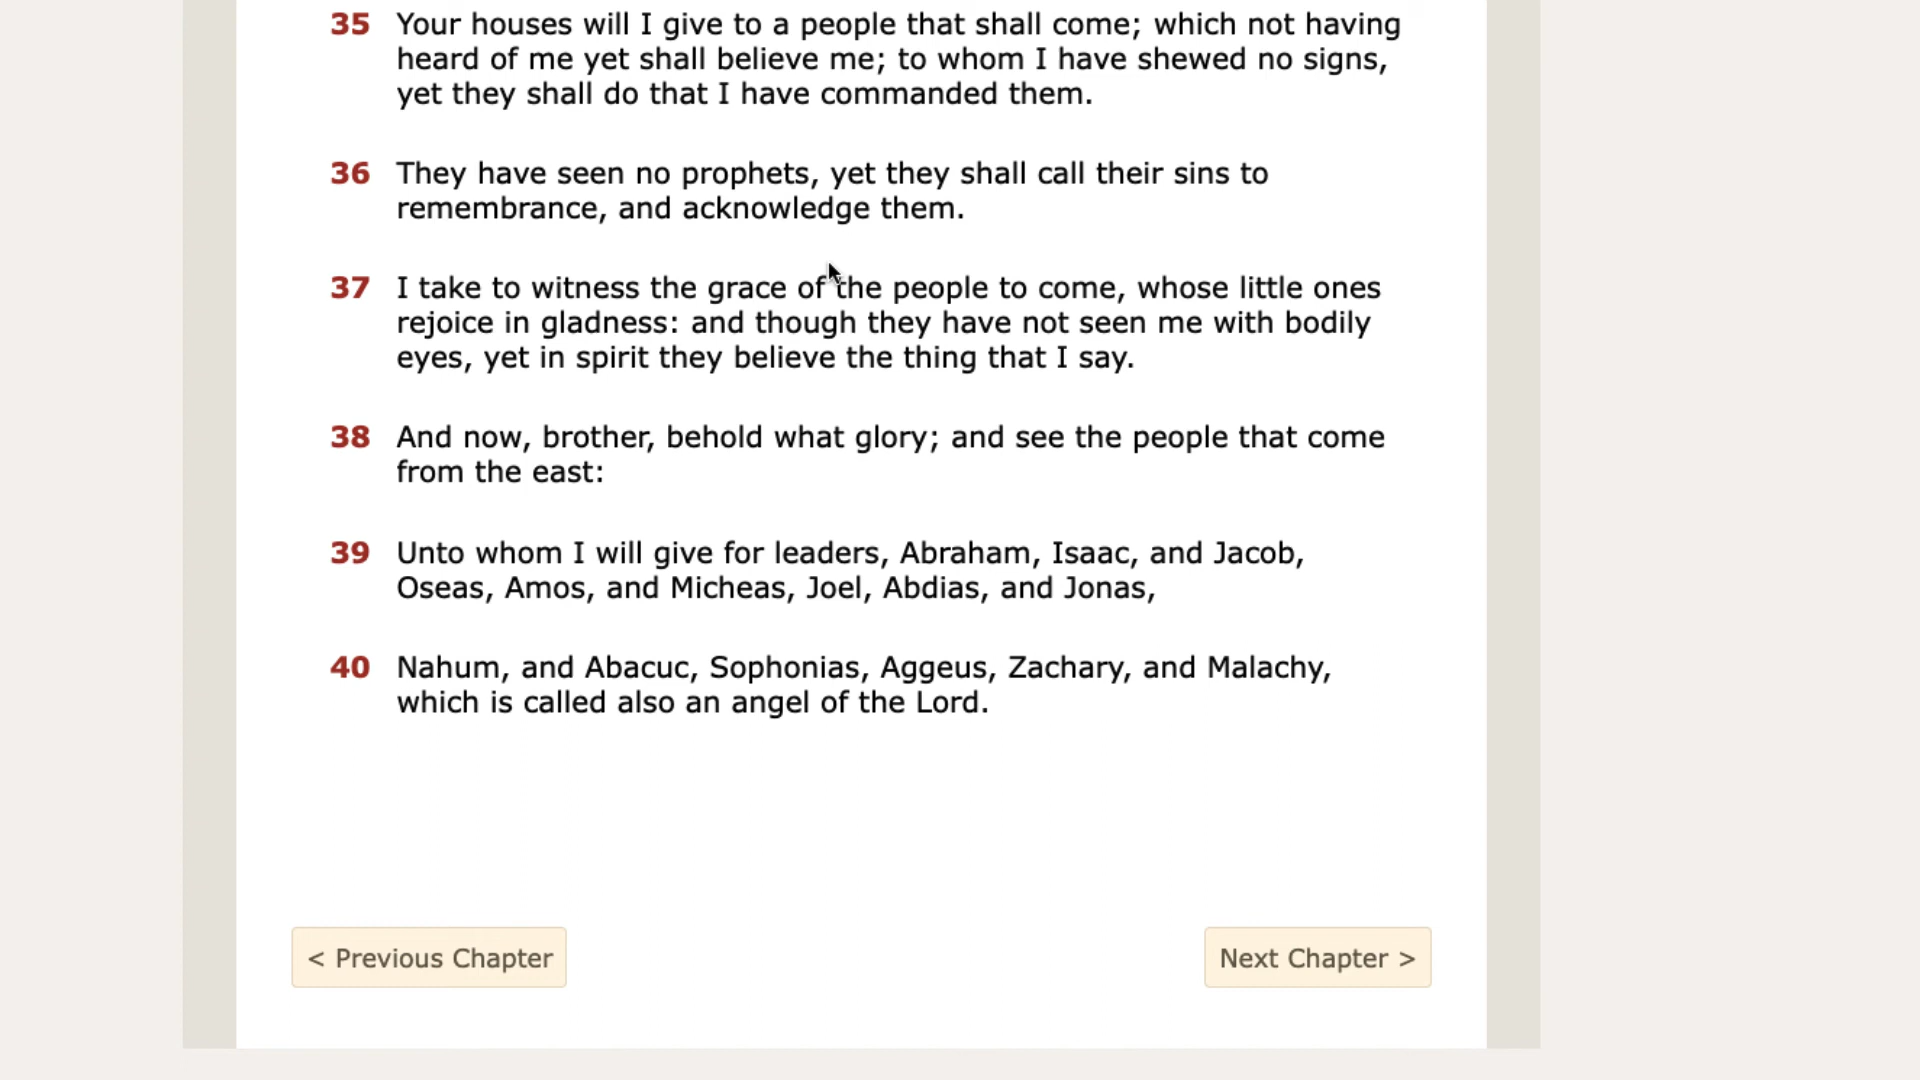 35 Your houses will I give to a people that shall come; which not having
heard of me yet shall believe me; to whom I have shewed no signs,
yet they shall do that I have commanded them.
36 They have seen no prophets, yet they shall call their sins to
remembrance, and acknowledge them.
37 I take to witness the grace of the people to come, whose little ones
rejoice in gladness: and though they have not seen me with bodily
eyes, yet in spirit they believe the thing that I say.
38 And now, brother, behold what glory; and see the people that come
from the east:
39 Unto whom I will give for leaders, Abraham, Isaac, and Jacob,
Oseas, Amos, and Micheas, Joel, Abdias, and Jonas,
40 Nahum, and Abacuc, Sophonias, Aggeus, Zachary, and Malachy,
which is called also an angel of the Lord.
< Previous Chapter
Next Chapter >